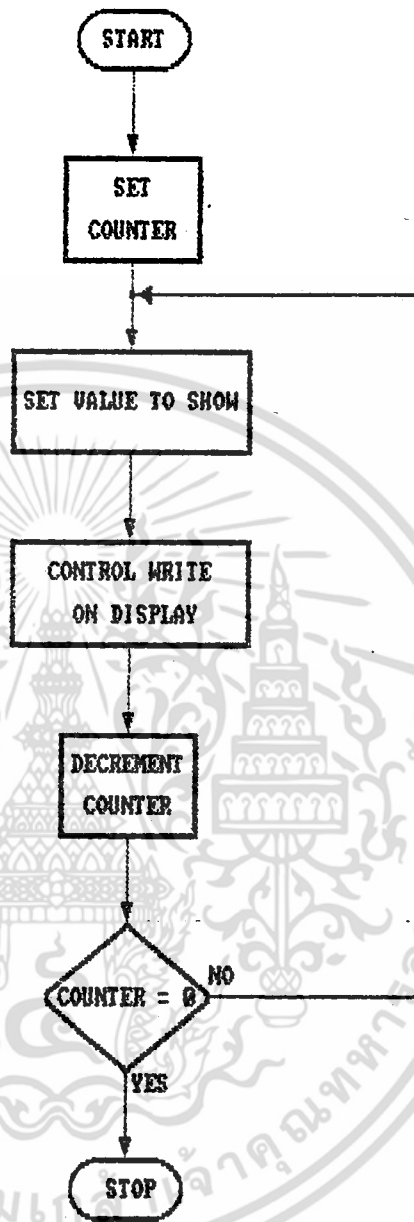 START
SET
COUNTER
SET VALUE TO SHOW
CONTROL WRITE
ON DISPLAY
DECREMENT
COUNTER
COUNTER = 0
NO
YES
STOP